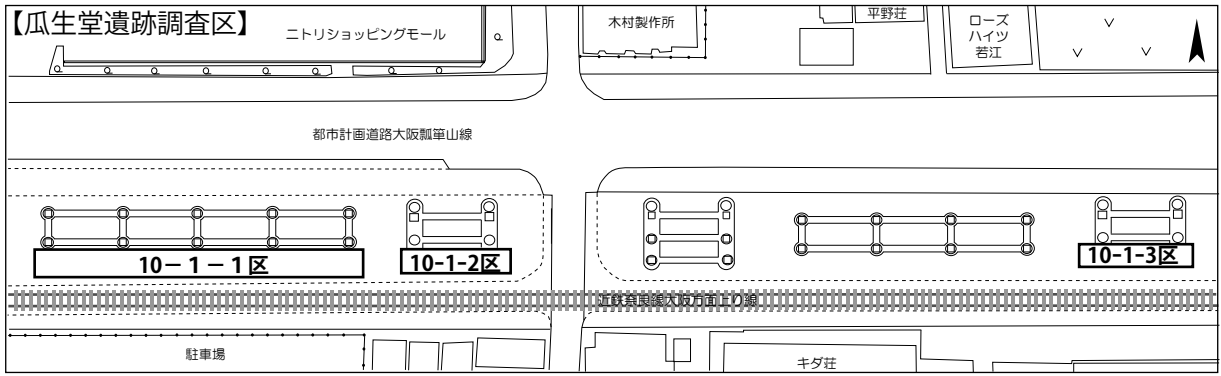 【瓜生堂遺跡調査区】
ニトリショッピングモール
木村製作所
平野荘
ローズ
ハイツ
若江
都市計画道路大阪瓢箪山線
10－1－1区
10-1-2区
10-1-3区
近鉄奈良線大阪方面上り線
駐車場
キダ荘